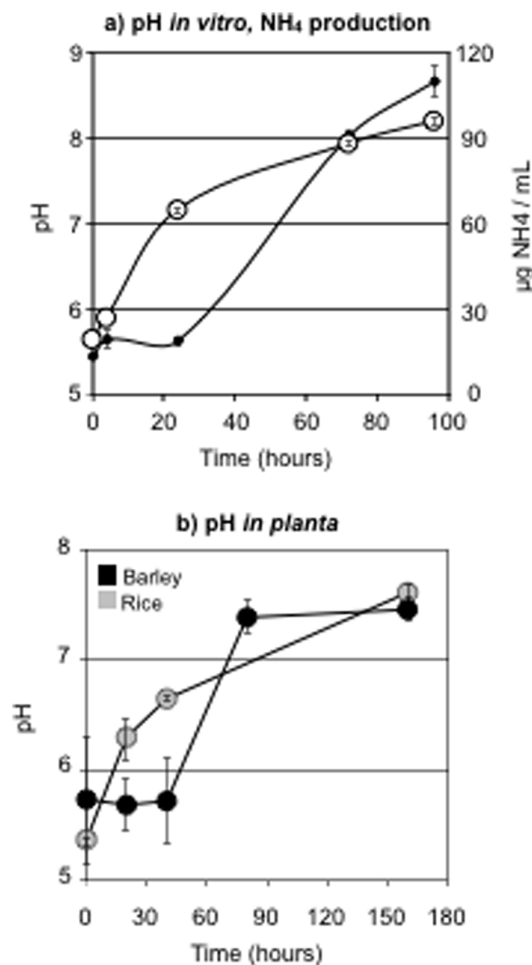 a) pH in vitro, NH₄ production
9
8
7
6
5
pH
120
90
60
30
0
µg NH4 / mL
0 20 40 60 80 100
Time (hours)
b) pH in planta
8
7
6
5
pH
Barley
Rice
0 30 60 90 120 150 180
Time (hours)